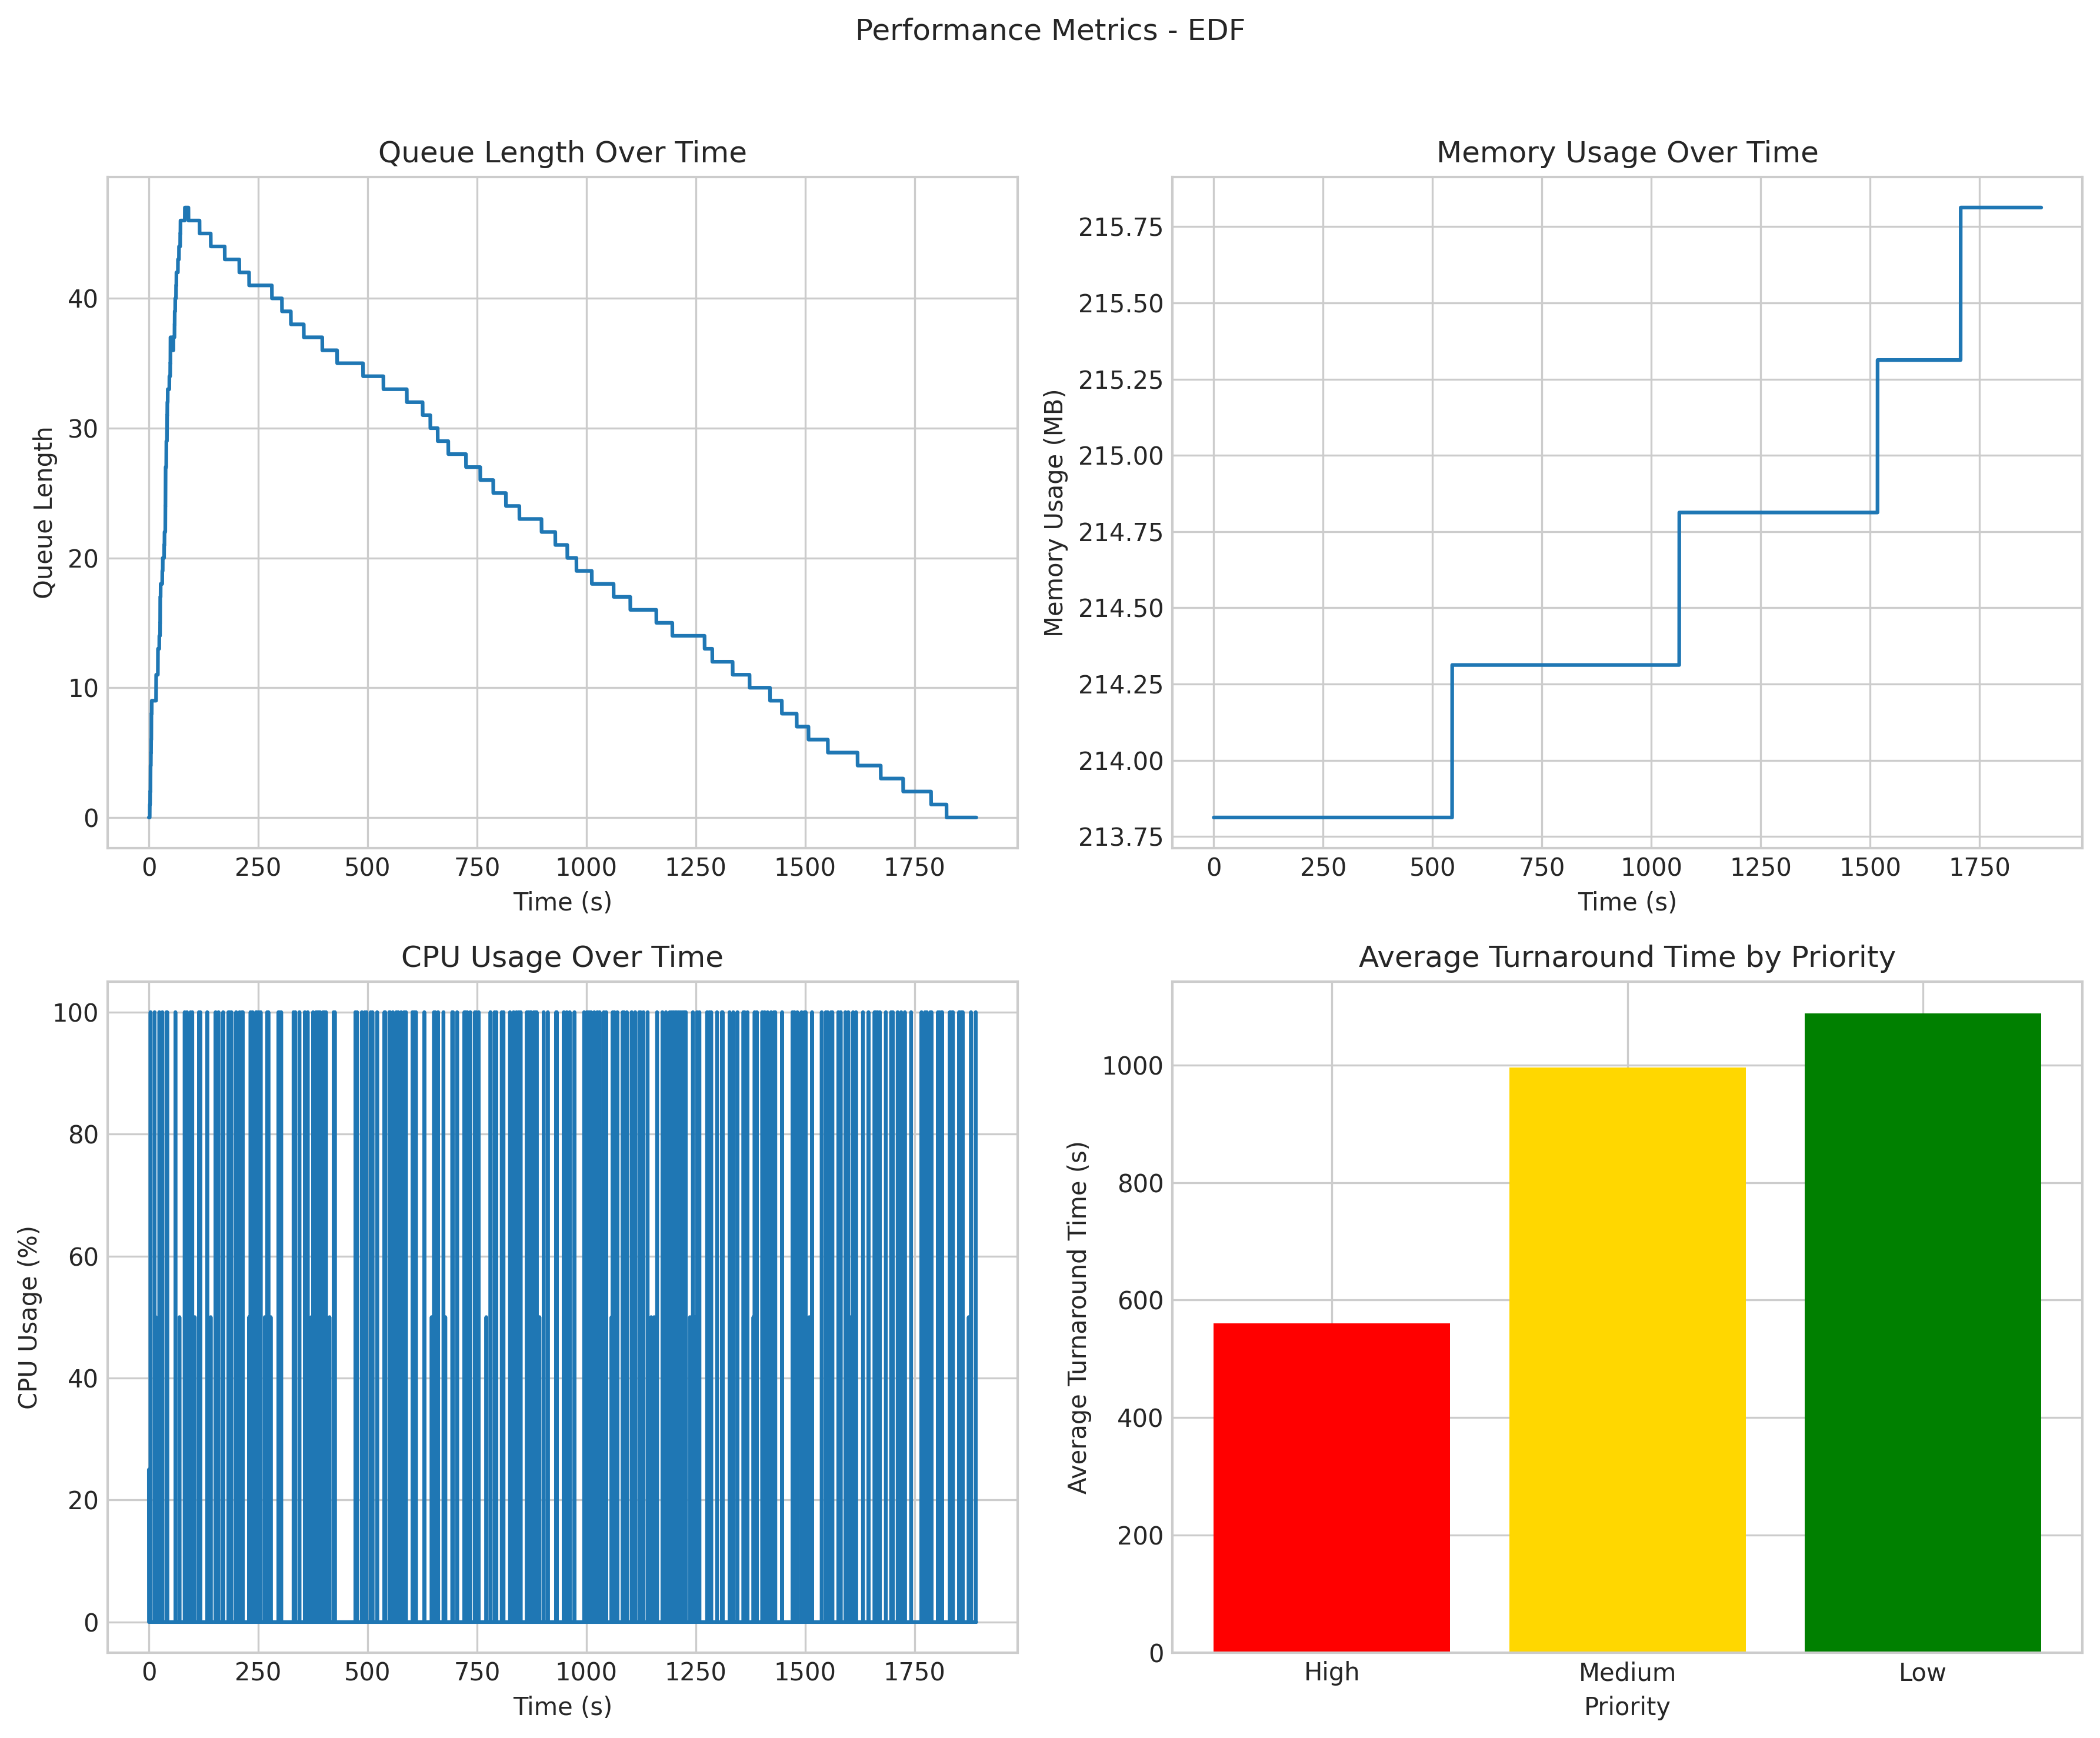 Performance Metrics - EDF
Queue Length Over Time
Queue Length
40
30
20
10
0
0 250 500 750 1000 1250 1500 1750
Time (s)
Memory Usage Over Time
Memory Usage (MB)
215.75
215.50
215.25
215.00
214.75
214.50
214.25
214.00
213.75
0 250 500 750 1000 1250 1500 1750
Time (s)
CPU Usage Over Time
CPU Usage (%)
100
80
60
40
20
0
0 250 500 750 1000 1250 1500 1750
Time (s)
Average Turnaround Time by Priority
Average Turnaround Time (s)
1000
800
600
400
200
0
High Medium Low
Priority